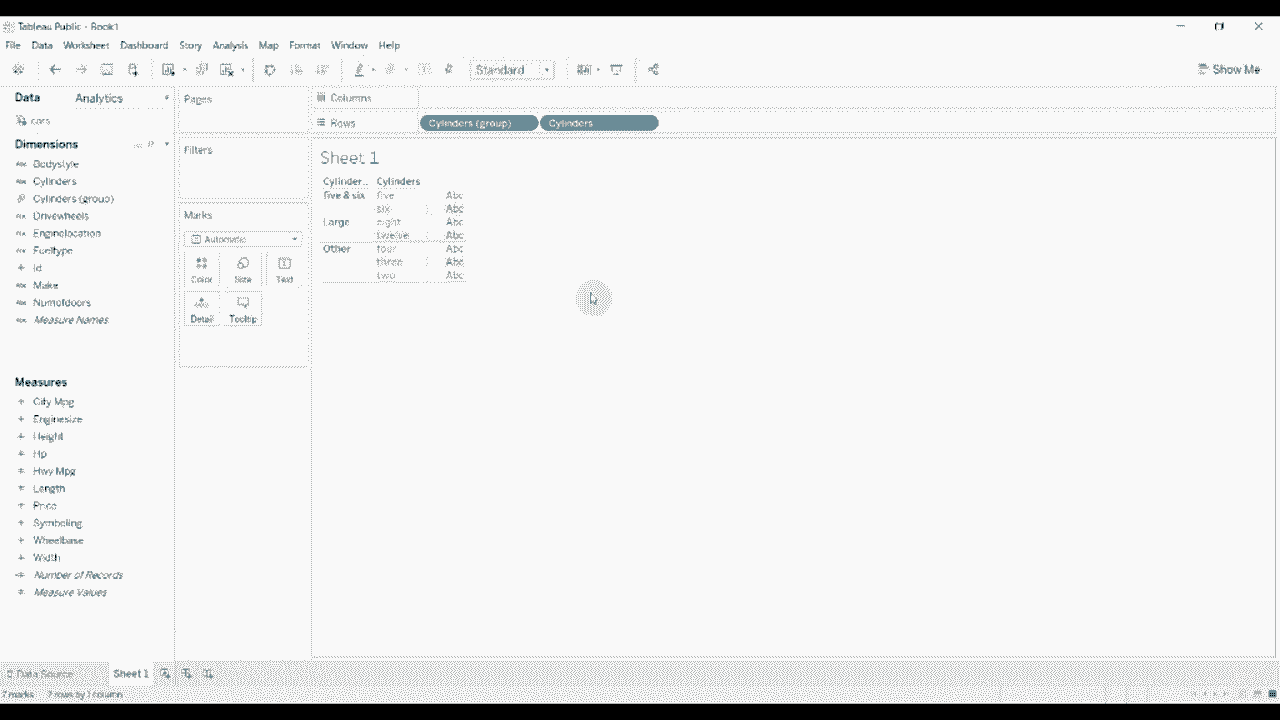 Tableau Public - Book1
File Data Worksheet Dashboard Story Analysis Map Format Window Help
Standard Show Me
Data Analytics
cars
Dimensions
Bodystyle
Cylinders
Cylinders (group)
Drivewheels
Enginelocation
Fueltype
Id
Make
Numofdoors
Measure Names
Measures
City Mpg
Enginesize
Height
Hp
Hwy Mpg
Length
Price
Symboling
Wheelbase
Width
Number of Records
Measure Values
Pages
Filters
Marks
Automatic
Color Size Text
Detail Tooltip
Columns
Rows Cylinders (group) Cylinders
Sheet 1
Cylinder.. Cylinders
five & six five Abc
six Abc
Large eight Abc
twelve Abc
Other four Abc
three Abc
two Abc
Data Source Sheet 1
7 marks 7 rows by 1 column